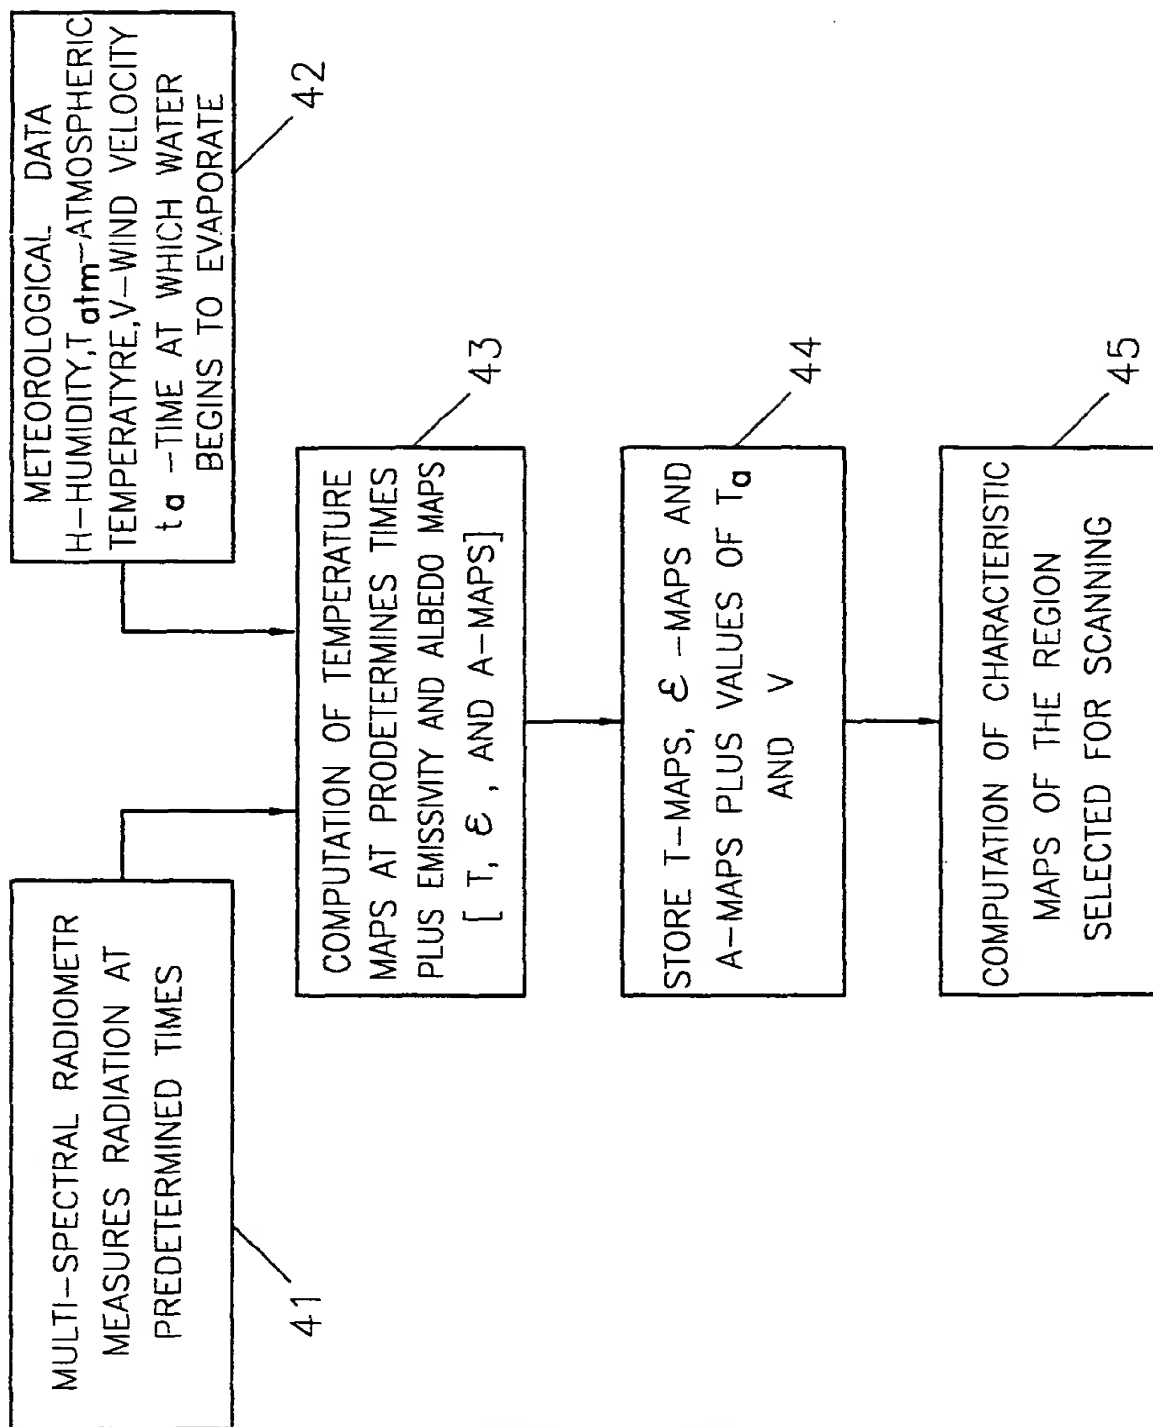 MULTI-SPECTRAL RADIOMETR
MEASURES RADIATION AT
PREDETERMINED TIMES
41
METEOROLOGICAL DATA
H-HUMIDITY, Tatm-ATMOSPHERIC
TEMPERATYRE, V-WIND VELOCITY
ta -TIME AT WHICH WATER
BEGINS TO EVAPORATE
42
COMPUTATION OF TEMPERATURE
MAPS AT PRODETERMINES TIMES
PLUS EMISSIVITY AND ALBEDO MAPS
[ T, ε , AND A-MAPS]
43
STORE T-MAPS, ε -MAPS AND
A-MAPS PLUS VALUES OF Ta
AND V
44
COMPUTATION OF CHARACTERISTIC
MAPS OF THE REGION
SELECTED FOR SCANNING
45